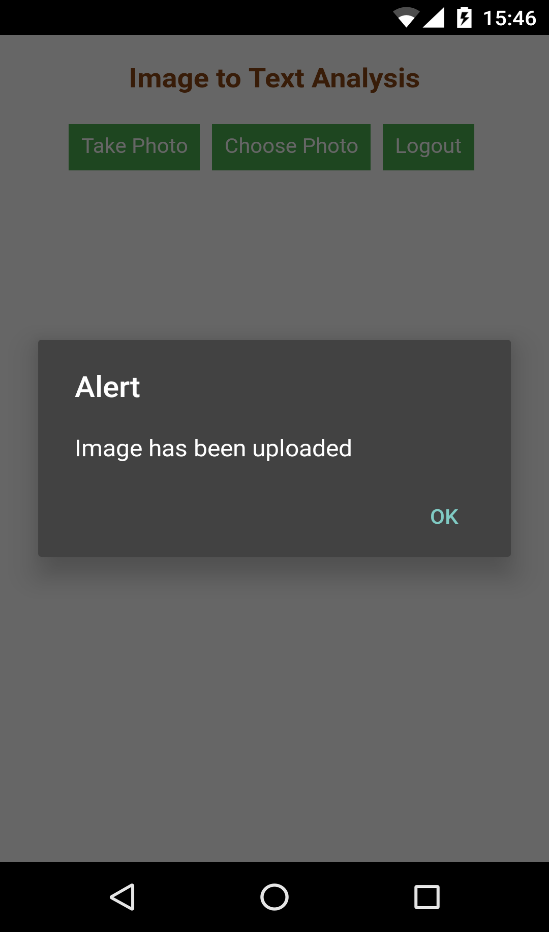 15:46
Image to Text Analysis
Take Photo Choose Photo Logout
Alert
Image has been uploaded
OK